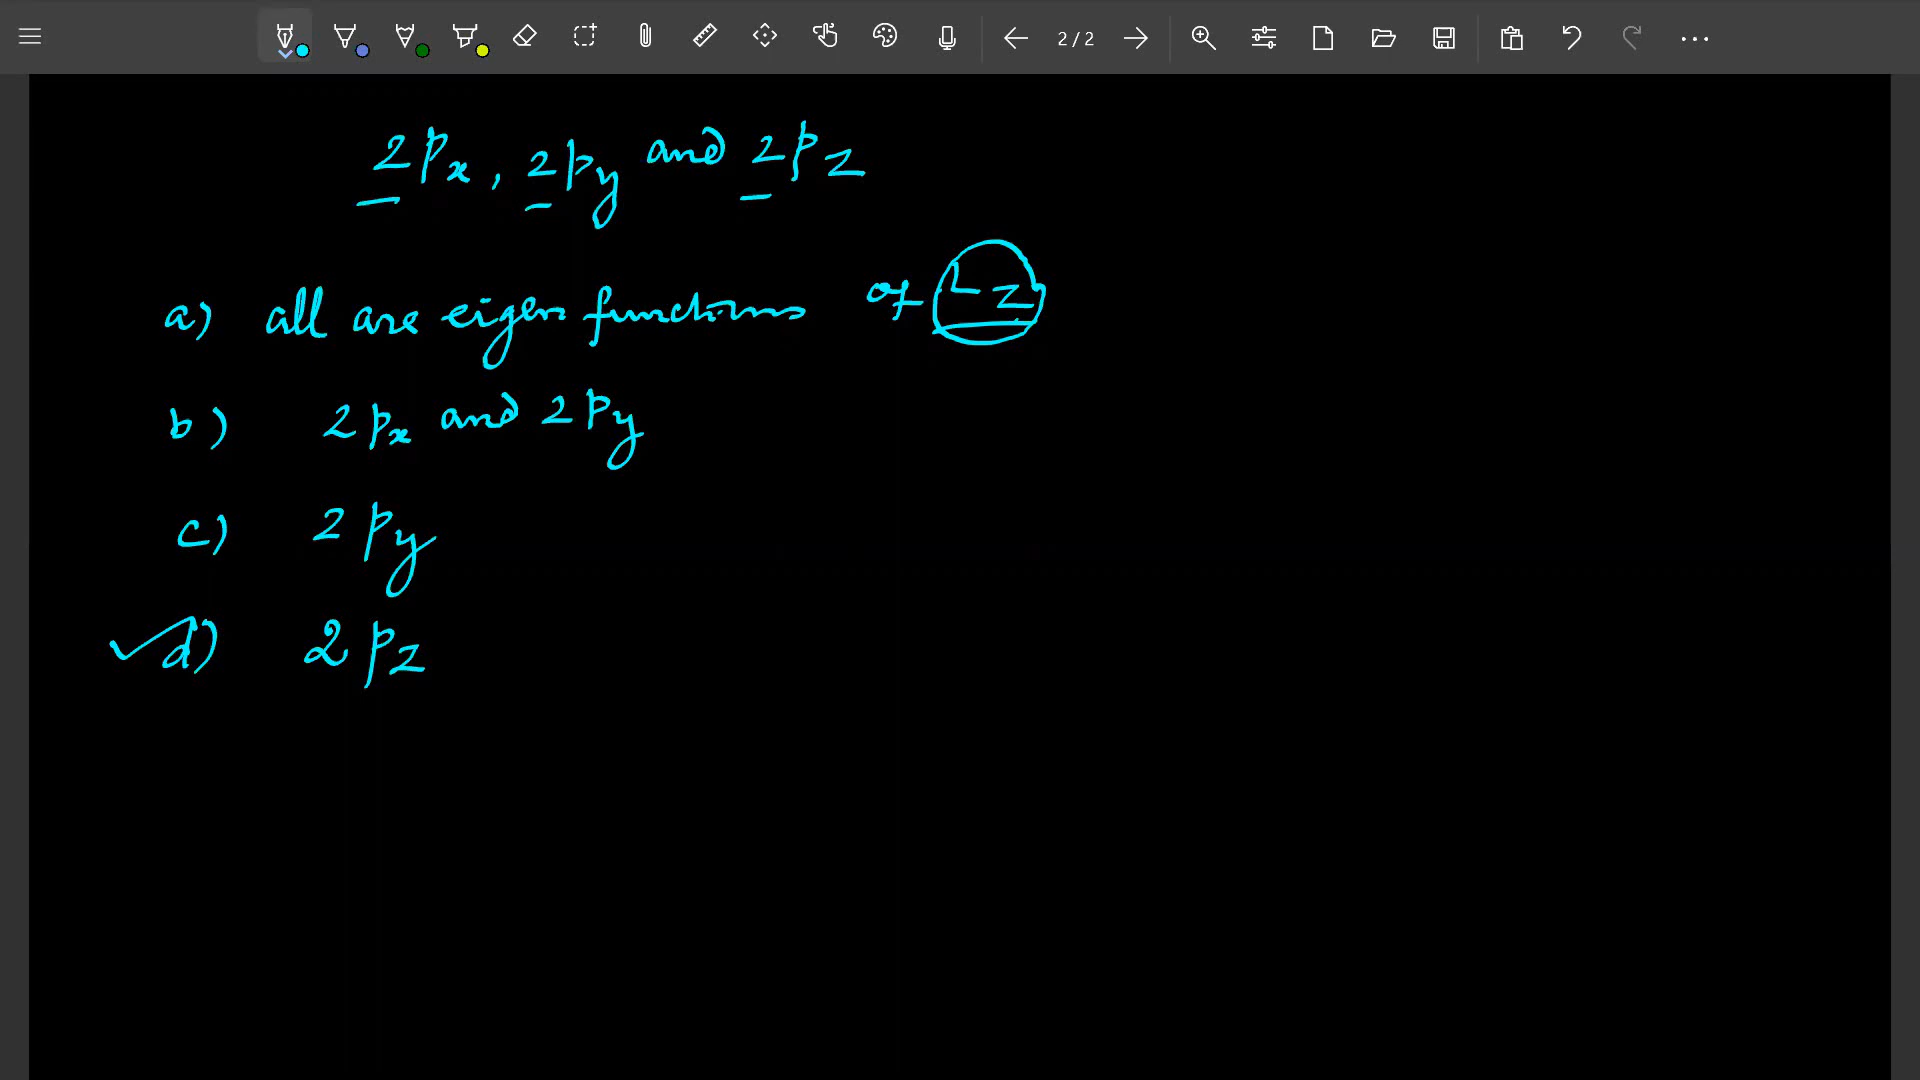 2 / 2
2px, 2py and 2pz
a) all are eigen functions of Lz
b) 2px and 2py
c) 2py
d) 2pz